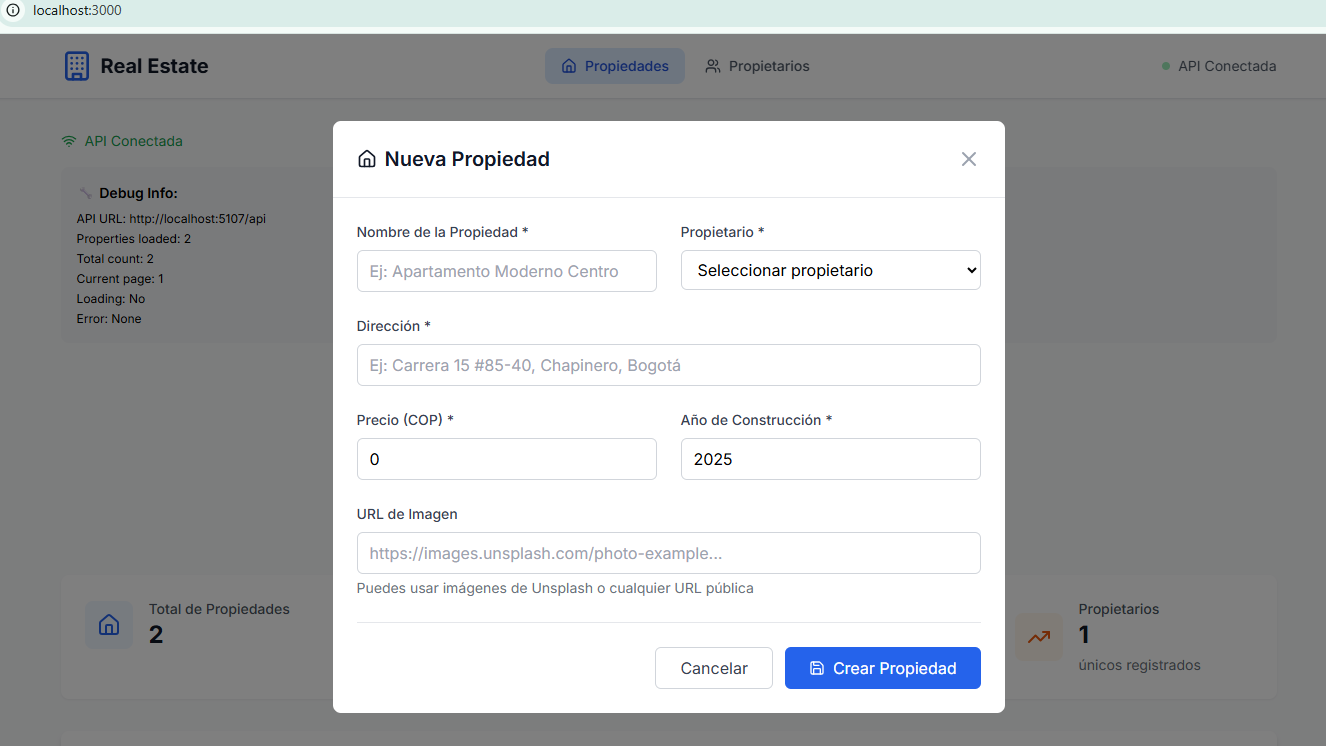 localhost:3000
Real Estate
Propiedades
Propietarios
API Conectada
API Conectada
Debug Info:
API URL: http://localhost:5107/api
Properties loaded: 2
Total count: 2
Current page: 1
Loading: No
Error: None
Nueva Propiedad
Nombre de la Propiedad *
Propietario *
Ej: Apartamento Moderno Centro
Seleccionar propietario
Dirección *
Ej: Carrera 15 #85-40, Chapinero, Bogotá
Precio (COP) *
Año de Construcción *
0
2025
URL de Imagen
https://images.unsplash.com/photo-example...
Puedes usar imágenes de Unsplash o cualquier URL pública
Cancelar
Crear Propiedad
Total de Propiedades
2
Propietarios
1
únicos registrados